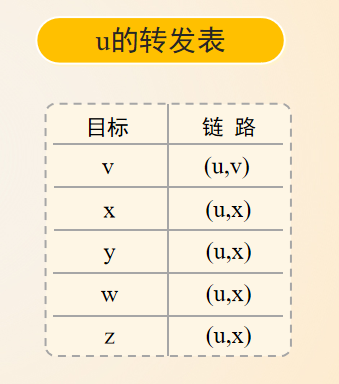 u的转发表
目标 链 路
v (u,v)
x (u,x)
y (u,x)
w (u,x)
z (u,x)